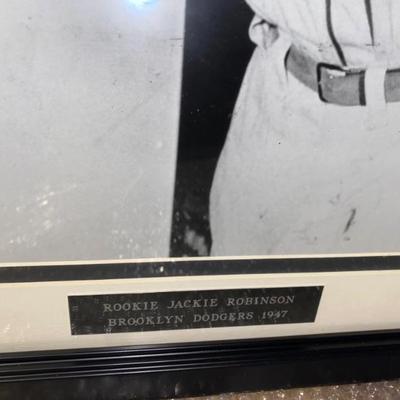 ROOKIE JACKIE ROBINSON
BROOKLYN DODGERS 1947